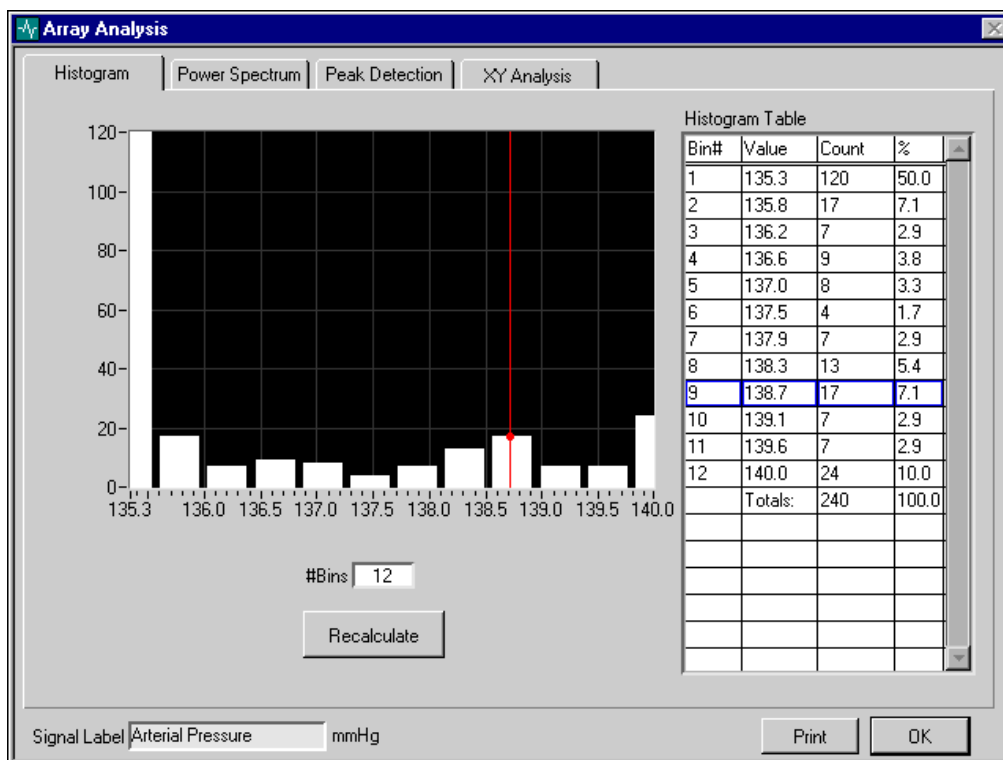 Array Analysis
Histogram Power Spectrum Peak Detection XY Analysis
120
100
80
60
40
20
0
135.3 136.0 136.5 137.0 137.5 138.0 138.5 139.0 139.5 140.0
#Bins 12
Recalculate
Histogram Table
Bin# Value Count %
1 135.3 120 50.0
2 135.8 17 7.1
3 136.2 7 2.9
4 136.6 9 3.8
5 137.0 8 3.3
6 137.5 4 1.7
7 137.9 7 2.9
8 138.3 13 5.4
9 138.7 17 7.1
10 139.1 7 2.9
11 139.6 7 2.9
12 140.0 24 10.0
Totals: 240 100.0
Signal Label Arterial Pressure mmHg
Print OK